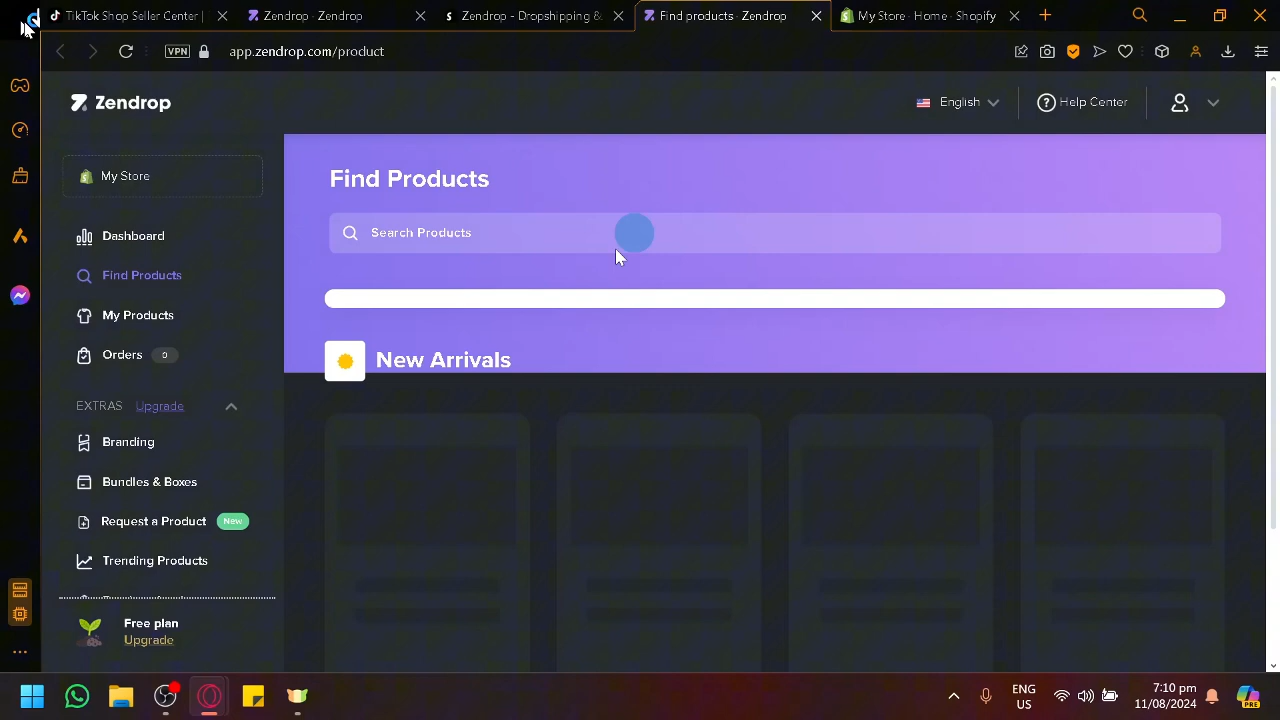 TikTok Shop Seller Center |
Zendrop - Zendrop
endrop - Dropshipping &
Find products - Zendrop
My Store · Home · Shopify
VPN
app.zendrop.com/product
Zendrop
English
Help Center
My Store
Find Products
Search Products
Dashboard
Find Products
My Products
Orders 0
New Arrivals
EXTRAS Upgrade
Branding
Bundles & Boxes
Request a Product New
Trending Products
Free plan
Upgrade
ENG
US
7:10 pm
11/08/2024
PRE